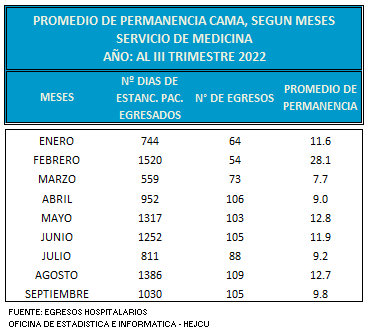 PROMEDIO DE PERMANENCIA CAMA, SEGUN MESES
SERVICIO DE MEDICINA
AÑO: AL III TRIMESTRE 2022
MESES Nº DIAS DE ESTANC. PAC. EGRESADOS N° DE EGRESOS PROMEDIO DE PERMANENCIA
ENERO 744 64 11.6
FEBRERO 1520 54 28.1
MARZO 559 73 7.7
ABRIL 952 106 9.0
MAYO 1317 103 12.8
JUNIO 1252 105 11.9
JULIO 811 88 9.2
AGOSTO 1386 109 12.7
SEPTIEMBRE 1030 105 9.8
FUENTE: EGRESOS HOSPITALARIOS
OFICINA DE ESTADISTICA E INFORMATICA - HEJCU